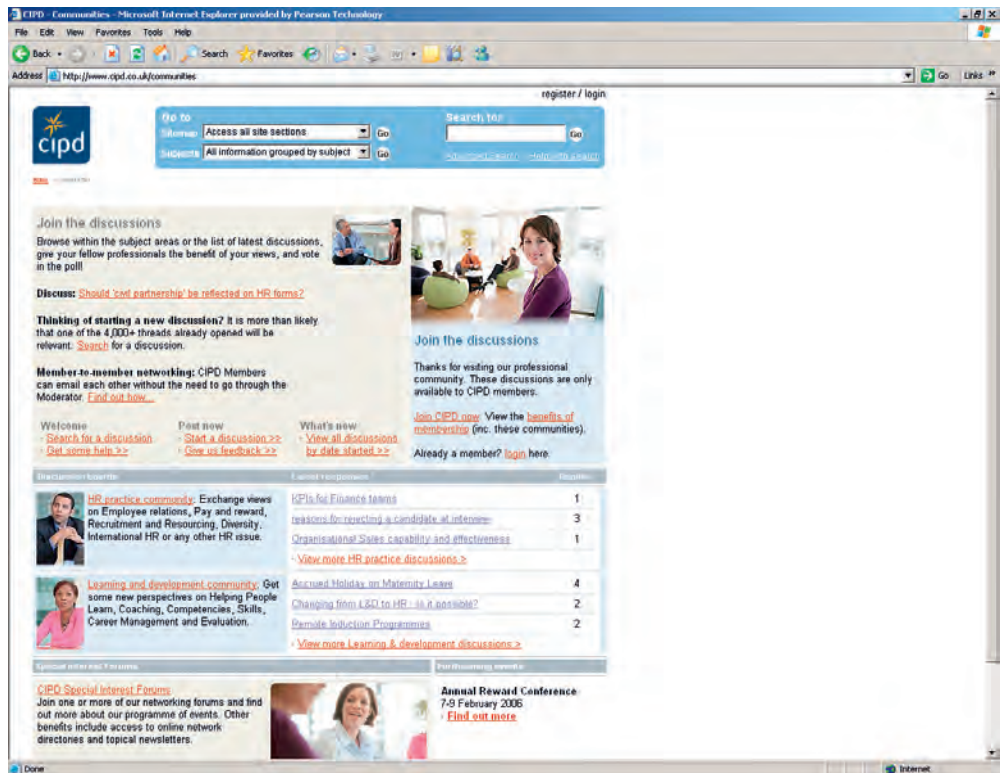 CIPD - Communities - Microsoft Internet Explorer provided by Pearson Technology
File Edit View Favorites Tools Help
Back Search Favorites
Address http://www.cipd.co.uk/communities Go Links »
register / login
cipd
Go to
Sitemap Access all site sections Go
Subjects All information grouped by subject Go
Search for
Go
Advanced search Help with search
Join the discussions
Browse within the subject areas or the list of latest discussions,
give your fellow professionals the benefit of your views, and vote
in the poll!
Discuss: Should 'civil partnership' be reflected on HR forms?
Thinking of starting a new discussion? It is more than likely
that one of the 4,000+ threads already opened will be
relevant. Search for a discussion.
Member-to-member networking: CIPD Members
can email each other without the need to go through the
Moderator. Find out how...
Welcome
› Search for a discussion
› Get some help >>
Post now
› Start a discussion >>
› Give us feedback >>
What's new
› View all discussions
by date started >>
Join the discussions
Thanks for visiting our professional
community. These discussions are only
available to CIPD members.
Join CIPD now. View the benefits of
membership (inc. these communities).
Already a member? login here.
Discussion boards Latest responses Replies
HR practice community: Exchange views
on Employee relations, Pay and reward,
Recruitment and Resourcing, Diversity,
International HR or any other HR issue.
KPIs for Finance teams 1
reasons for rejecting a candidate at interview 3
Organisational Sales capability and effectiveness 1
› View more HR practice discussions >
Learning and development community: Get
some new perspectives on Helping People
Learn, Coaching, Competencies, Skills,
Career Management and Evaluation.
Accrued Holiday on Maternity Leave 4
Changing from L&D to HR - is it possible? 2
Remote Induction Programmes 2
› View more Learning & development discussions >
Special Interest Forums
CIPD Special Interest Forums
Join one or more of our networking forums and find
out more about our programme of events. Other
benefits include access to online network
directories and topical newsletters.
Forthcoming events
Annual Reward Conference
7-9 February 2006
› Find out more
Done Internet